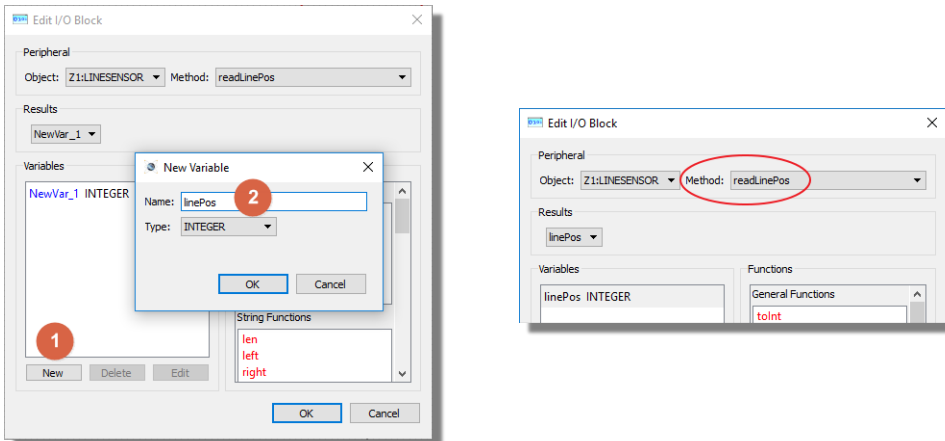 Edit I/O Block
Peripheral
Object: Z1:LINESENSOR Method: readLinePos
Results
NewVar_1
Variables
NewVar_1 INTEGER
New Variable
Name: linePos
2
Type: INTEGER
OK Cancel
String Functions
len
left
right
1
New Delete Edit
OK Cancel
Edit I/O Block
Peripheral
Object: Z1:LINESENSOR Method: readLinePos
Results
linePos
Variables Functions
linePos INTEGER General Functions
toInt